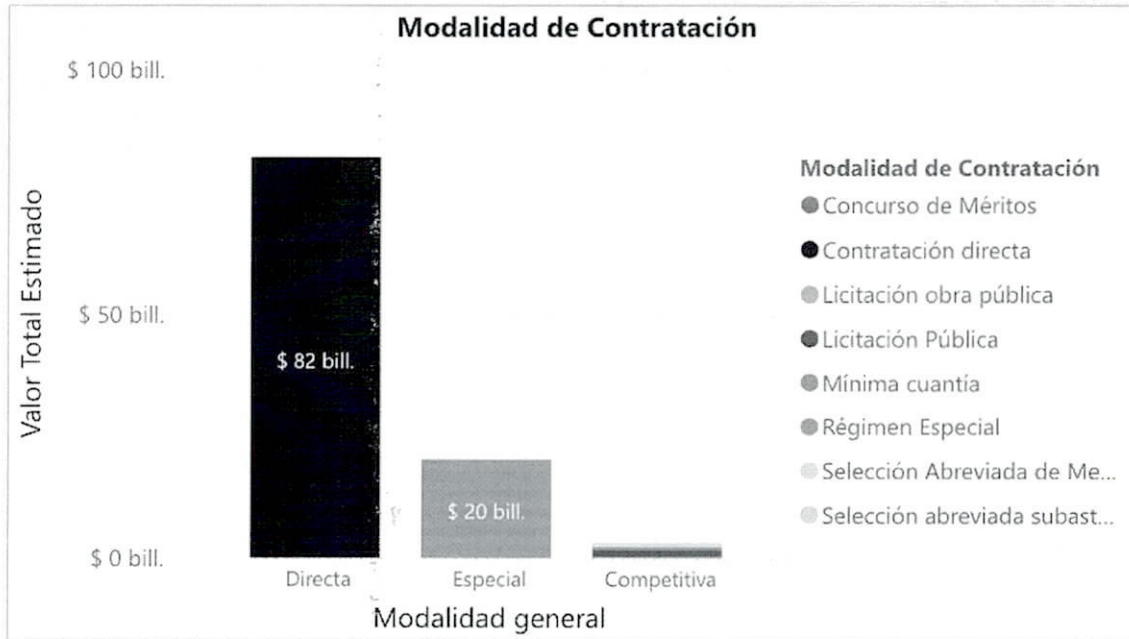 Modalidad de Contratación
$ 100 bill.
$ 50 bill.
$ 0 bill.
Valor Total Estimado
$ 82 bill.
$ 20 bill.
Directa
Especial
Competitiva
Modalidad general
Modalidad de Contratación
Concurso de Méritos
Contratación directa
Licitación obra pública
Licitación Pública
Mínima cuantía
Régimen Especial
Selección Abreviada de Me...
Selección abreviada subast...